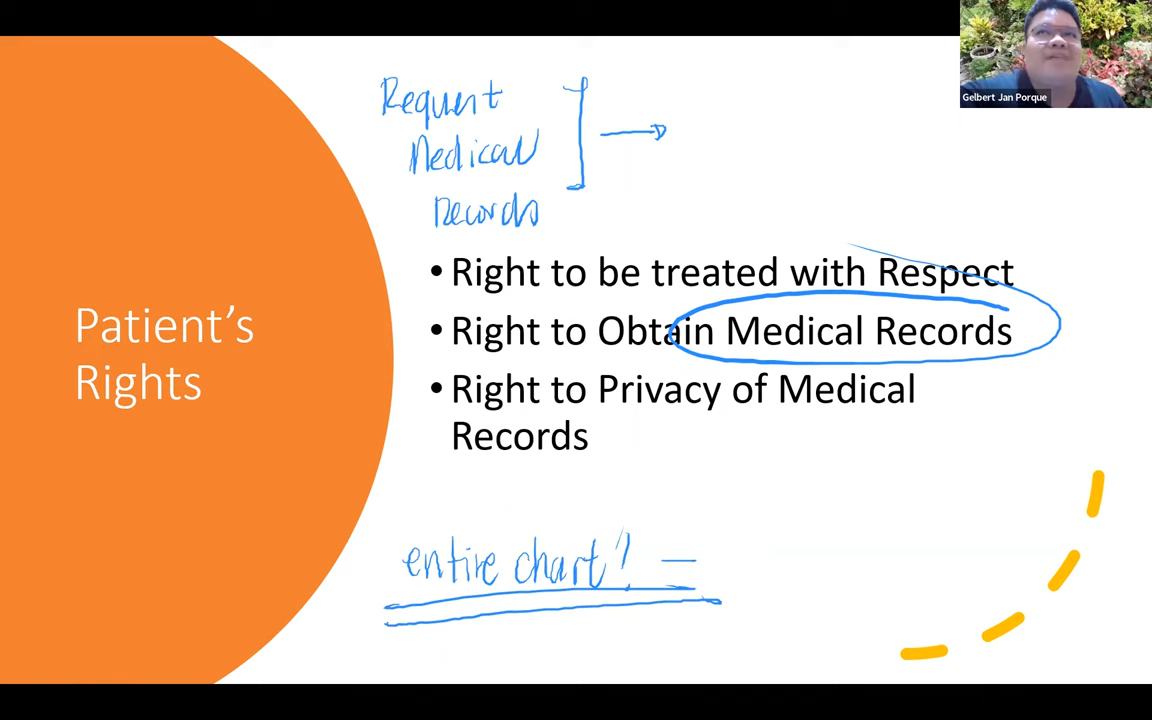 Gelbert Jan Porque
Request
Medical
Records
Patient's
Rights
• Right to be treated with Respect
• Right to Obtain Medical Records
• Right to Privacy of Medical
Records
entire chart?